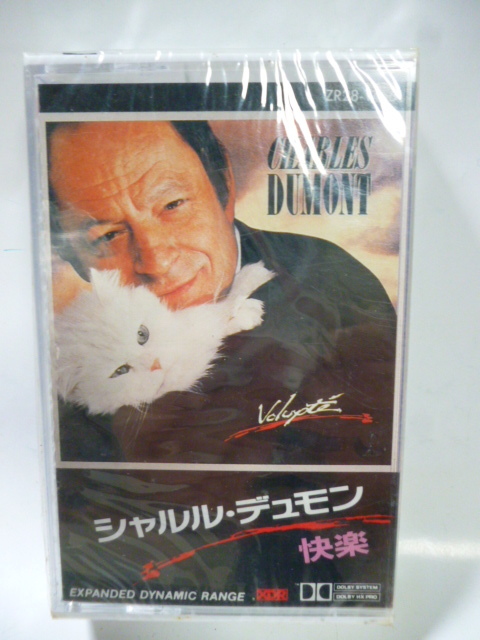 ZR28-
CHARLES
DUMONT
Volupté
シャルル・デュモン
快楽
EXPANDED DYNAMIC RANGE XDR
DOLBY SYSTEM
DOLBY HX PRO